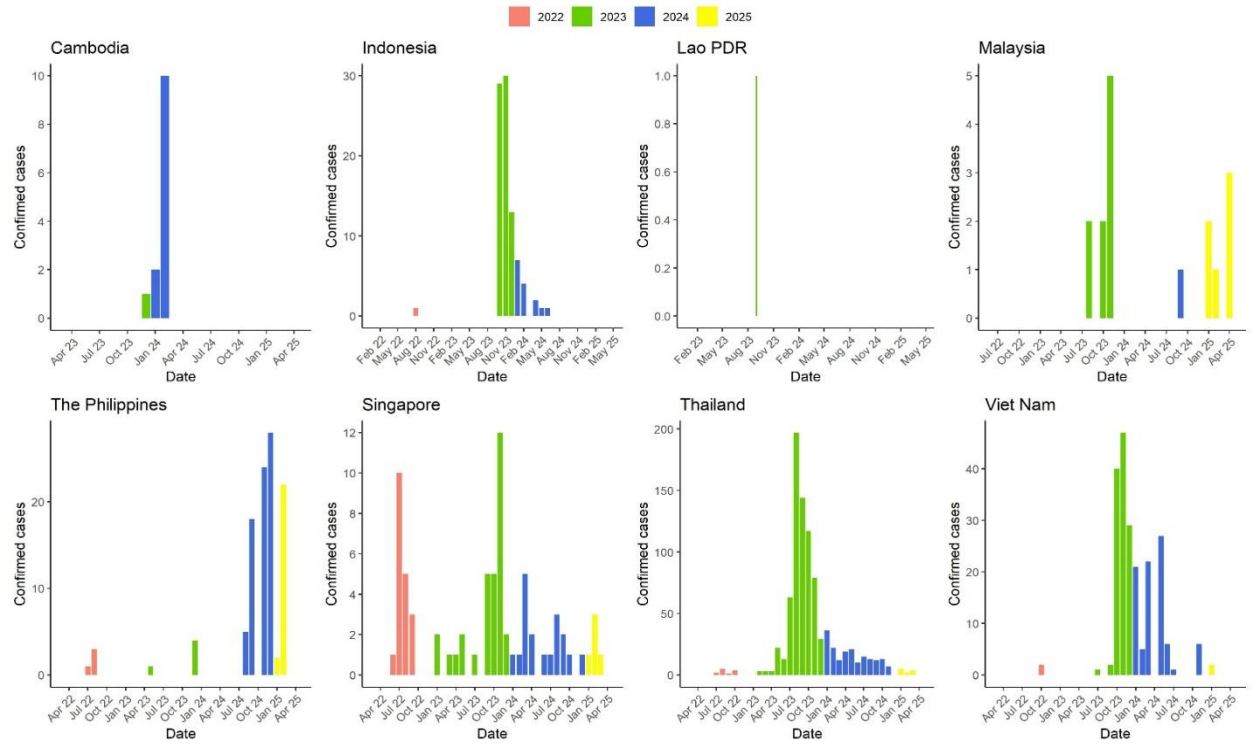 2022 2023 2024 2025
Cambodia
Confirmed cases
10
8
6
4
2
0
Apr 23 Jul 23 Oct 23 Jan 24 Apr 24 Jul 24 Oct 24 Jan 25 Apr 25
Date
Indonesia
Confirmed cases
30
20
10
0
Feb 22 May 22 Aug 22 Nov 22 Feb 23 May 23 Aug 23 Nov 23 Feb 24 May 24 Aug 24 Nov 24 Feb 25 May 25
Date
Lao PDR
Confirmed cases
1.0
0.8
0.6
0.4
0.2
0.0
Feb 23 May 23 Aug 23 Nov 23 Feb 24 May 24 Aug 24 Nov 24 Feb 25 May 25
Date
Malaysia
Confirmed cases
5
4
3
2
1
0
Jul 22 Oct 22 Jan 23 Apr 23 Jul 23 Oct 23 Jan 24 Apr 24 Jul 24 Oct 24 Jan 25 Apr 25
Date
The Philippines
Confirmed cases
20
10
0
Apr 22 Jul 22 Oct 22 Jan 23 Apr 23 Jul 23 Oct 23 Jan 24 Apr 24 Jul 24 Oct 24 Jan 25 Apr 25
Date
Singapore
Confirmed cases
12
10
8
6
4
2
0
Apr 22 Jul 22 Oct 22 Jan 23 Apr 23 Jul 23 Oct 23 Jan 24 Apr 24 Jul 24 Oct 24 Jan 25 Apr 25
Date
Thailand
Confirmed cases
200
150
100
50
0
Apr 22 Jul 22 Oct 22 Jan 23 Apr 23 Jul 23 Oct 23 Jan 24 Apr 24 Jul 24 Oct 24 Jan 25 Apr 25
Date
Viet Nam
Confirmed cases
40
30
20
10
0
Apr 22 Jul 22 Oct 22 Jan 23 Apr 23 Jul 23 Oct 23 Jan 24 Apr 24 Jul 24 Oct 24 Jan 25 Apr 25
Date